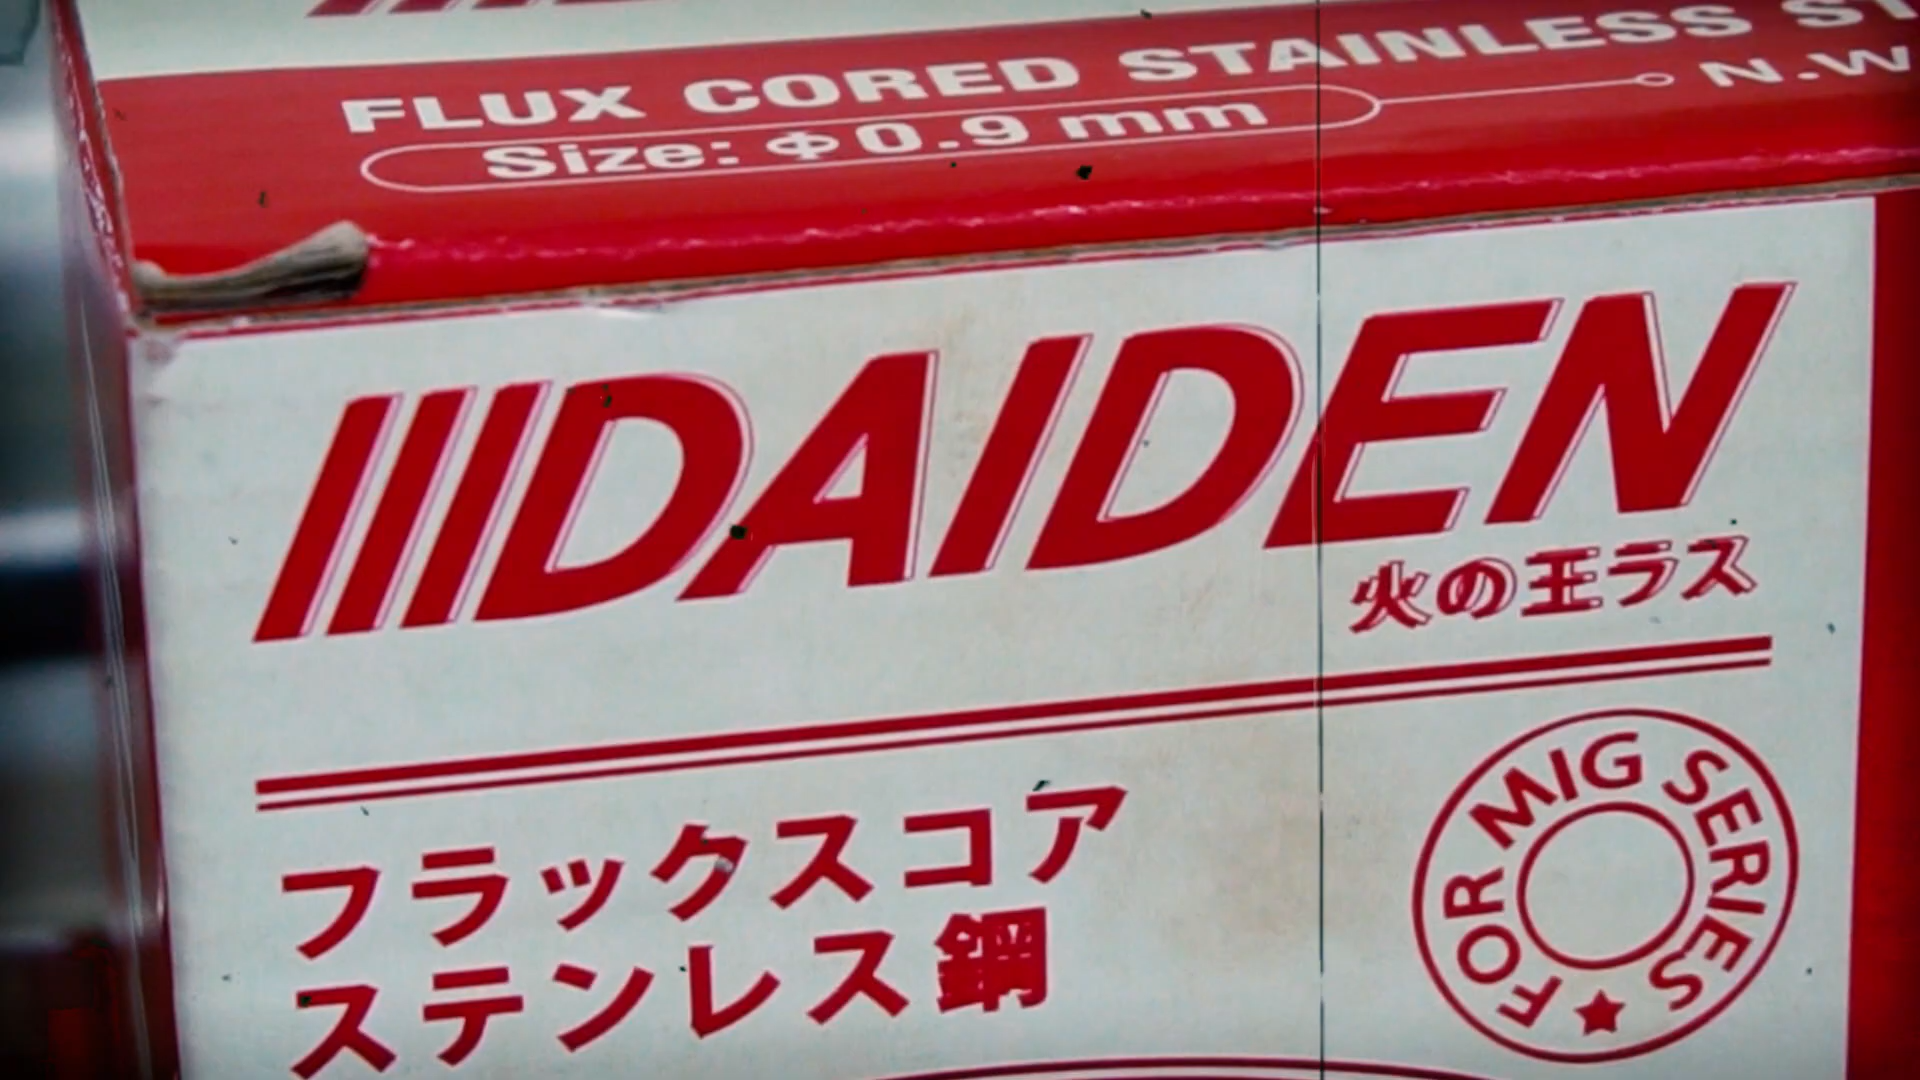 FLUX CORED STAINLESS
Size: Φ0.9 mm
N.W
DAIDEN
火の王ラス
フラックスコア
ステンレス鋼
FOR MIG SERIES ★